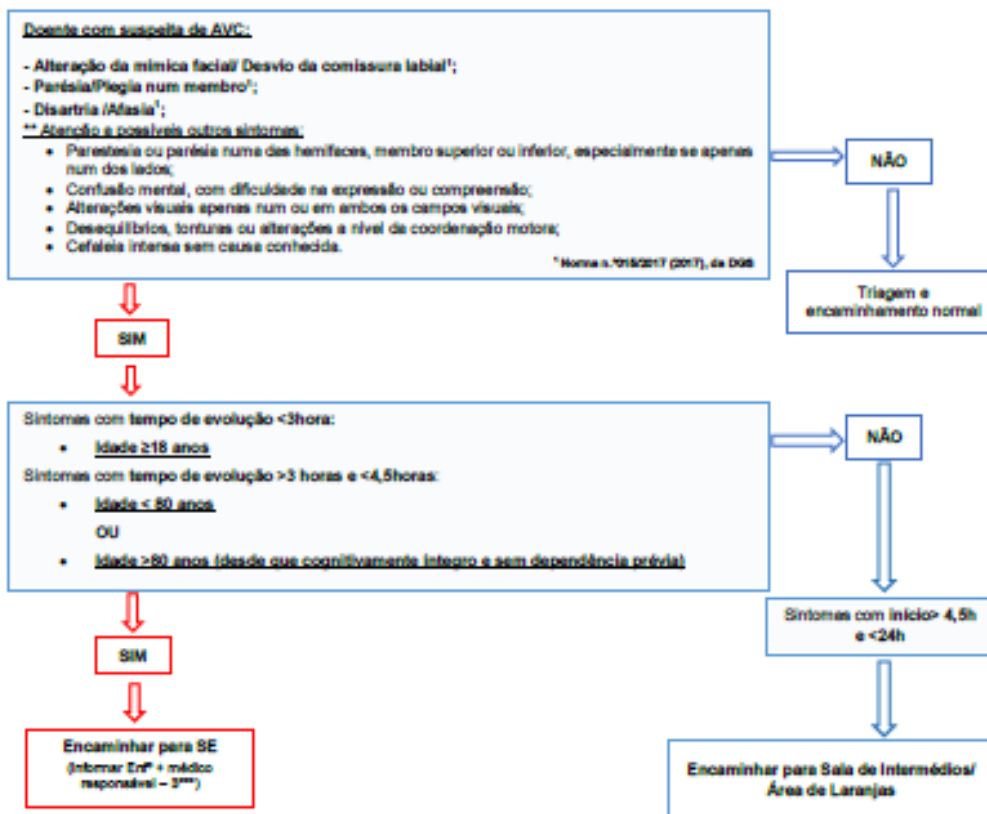 Doente com suspeita de AVC:
- Alteração da mímica facial/ Desvio da comissura labial¹;
- Parésia/Plegia num membro¹;
- Disartria /Afasia¹;
** Atenção a possíveis outros sintomas:
• Parestesia ou parésia numa das hemifaces, membro superior ou inferior, especialmente se apenas
num dos lados;
• Confusão mental, com dificuldade na expressão ou compreensão;
• Alterações visuais apenas num ou em ambos os campos visuais;
• Desequilíbrios, tonturas ou alterações a nível da coordenação motora;
• Cefaleia intensa sem causa conhecida.
¹ Norma n.º015/2017 (2017), da DGS
NÃO
Triagem e
encaminhamento normal
SIM
Sintomas com tempo de evolução <3hora:
• Idade ≥18 anos
Sintomas com tempo de evolução >3 horas e <4,5horas:
• Idade < 80 anos
OU
• Idade >80 anos (desde que cognitivamente íntegro e sem dependência prévia)
NÃO
Sintomas com início> 4,5h
e <24h
SIM
Encaminhar para SE
(Informar Enfº + médico
responsável –
Encaminhar para Sala de Intermédios/
Área de Laranjas